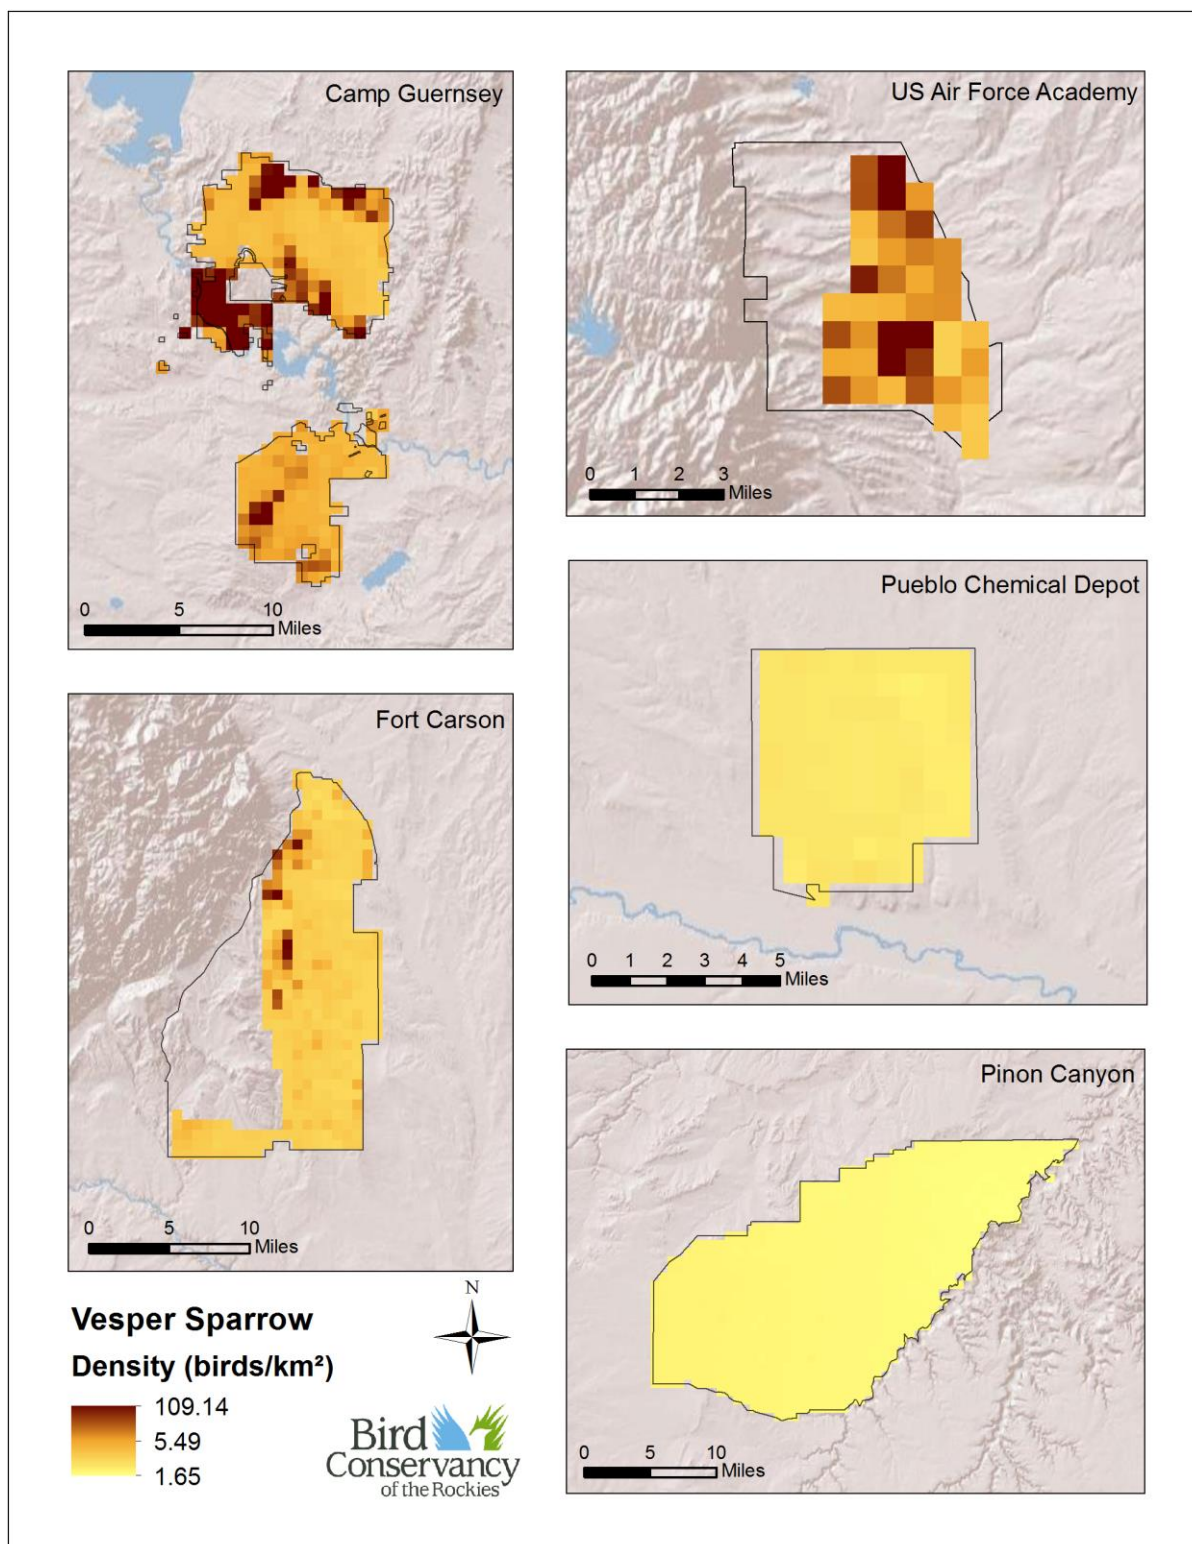 Camp Guernsey
0 5 10
Miles
US Air Force Academy
0 1 2 3
Miles
Pueblo Chemical Depot
0 1 2 3 4 5
Miles
Fort Carson
0 5 10
Miles
Pinon Canyon
0 5 10
Miles
Vesper Sparrow
Density (birds/km²)
109.14
5.49
1.65
N
Bird
Conservancy
of the Rockies